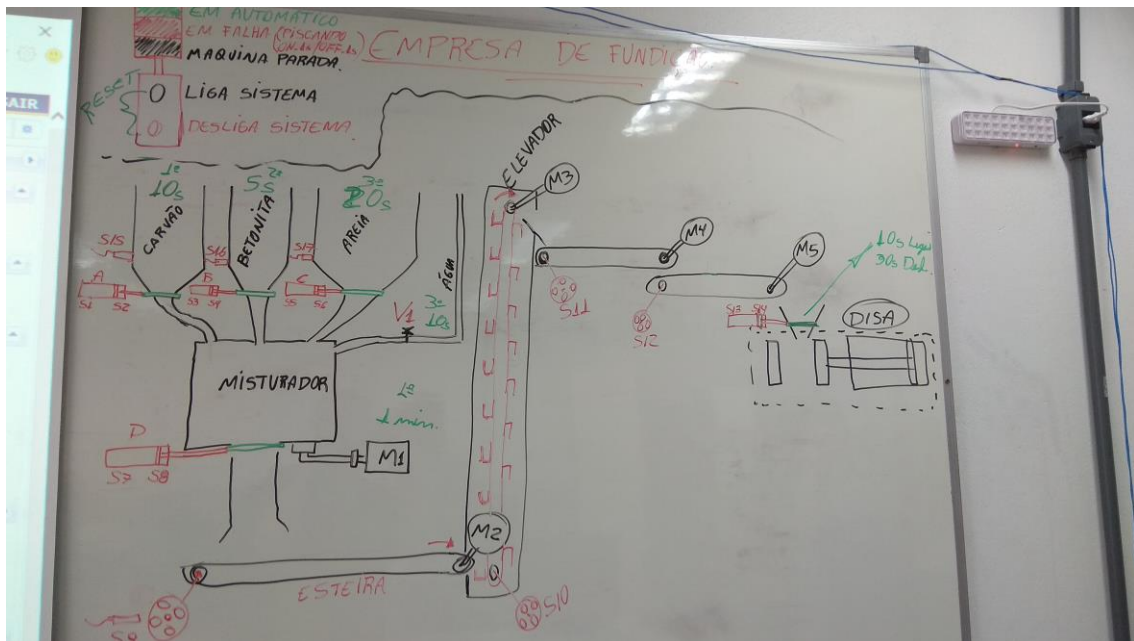 EM AUTOMÁTICO
EM FALHA (PISCANDO
MAQUINA PARADA.
EMPRESA DE FUNDIÇÃO
SAIR
RESET
LIGA SISTEMA
DESLIGA SISTEMA.
1º
10s
CARVÃO
2º
5s
BETONITA
3º
20s
AREIA
ÁGUA
ELEVADOR
M3
M4
M5
S15
S16
S17
A
S1 S2
B
S3 S4
C
S5 S6
V1
3º
10s
S11
S12
S13 S14
10s Liga
30s Desl.
DISA
MISTURADOR
1º
1 min.
M1
D
S7 S8
M2
ESTEIRA
S9
S10